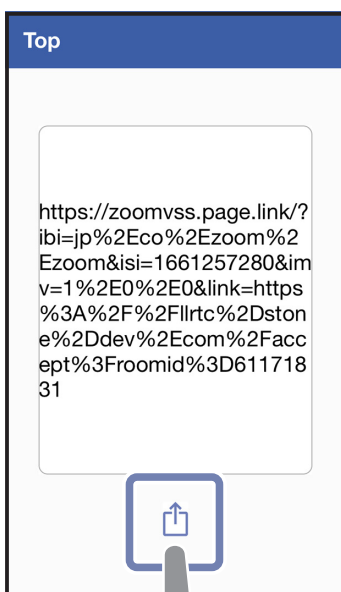 Top
https://zoomvss.page.link/?
ibi=jp%2Eco%2Ezoom%2
Ezoom&isi=1661257280&im
v=1%2E0%2E0&link=https
%3A%2F%2Fllrtc%2Dston
e%2Ddev%2Ecom%2Facc
ept%3Froomid%3D611718
31